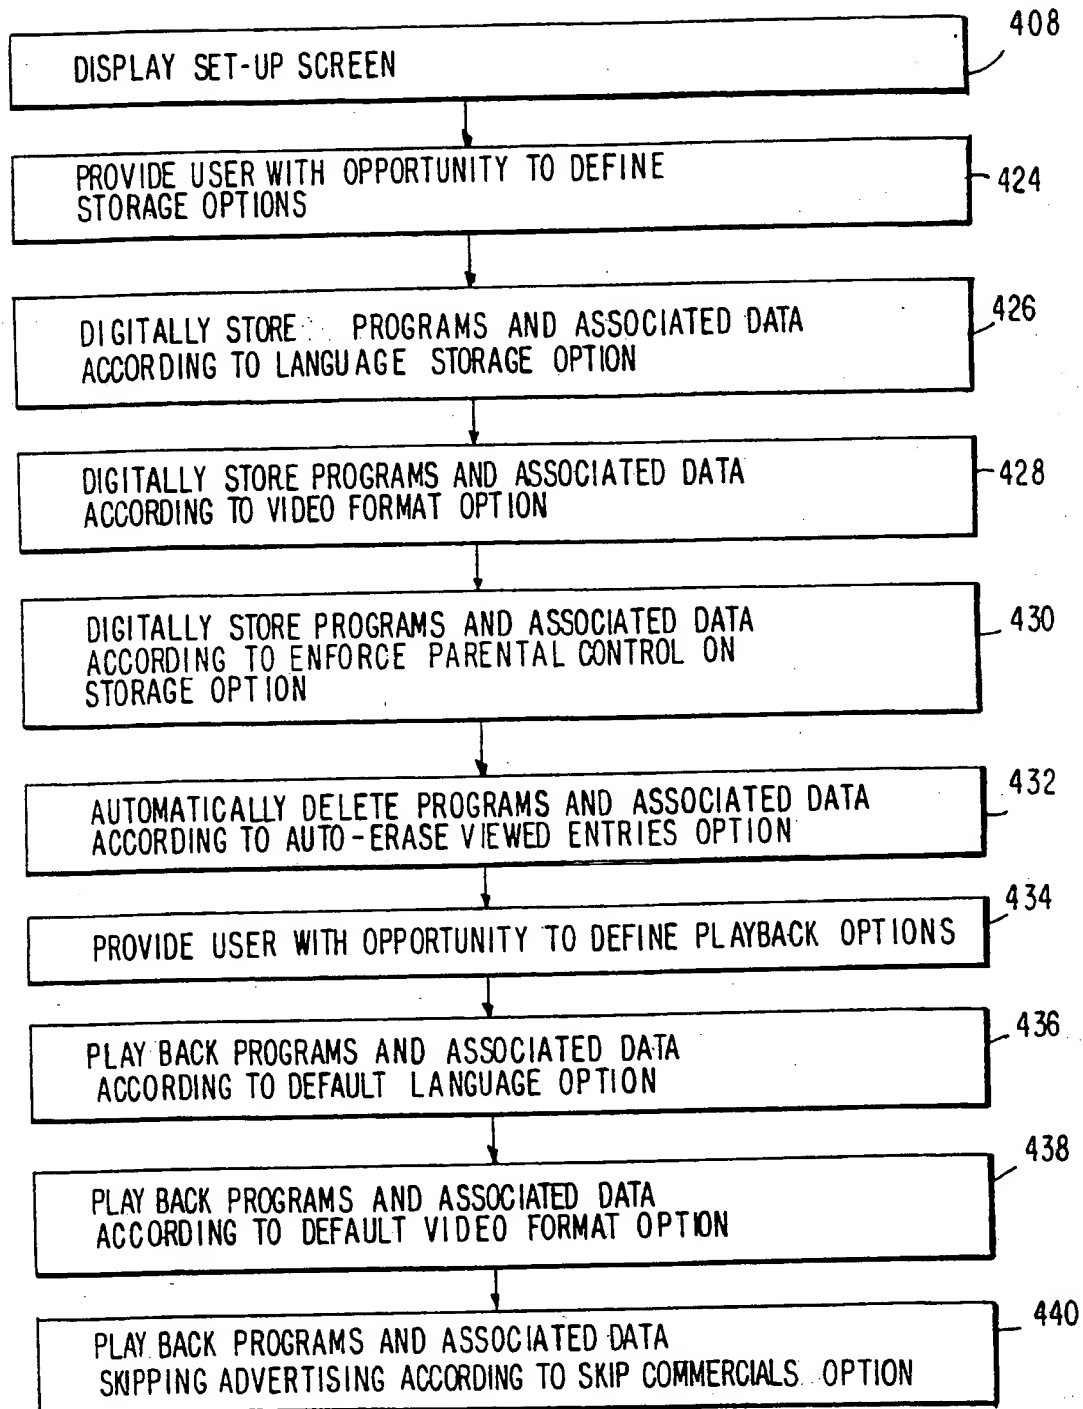 408
DISPLAY SET-UP SCREEN
PROVIDE USER WITH OPPORTUNITY TO DEFINE
STORAGE OPTIONS
424
DIGITALLY STORE PROGRAMS AND ASSOCIATED DATA
ACCORDING TO LANGUAGE STORAGE OPTION
426
DIGITALLY STORE PROGRAMS AND ASSOCIATED DATA
ACCORDING TO VIDEO FORMAT OPTION
428
DIGITALLY STORE PROGRAMS AND ASSOCIATED DATA
ACCORDING TO ENFORCE PARENTAL CONTROL ON
STORAGE OPTION
430
AUTOMATICALLY DELETE PROGRAMS AND ASSOCIATED DATA
ACCORDING TO AUTO-ERASE VIEWED ENTRIES OPTION
432
PROVIDE USER WITH OPPORTUNITY TO DEFINE PLAYBACK OPTIONS
434
PLAY BACK PROGRAMS AND ASSOCIATED DATA
ACCORDING TO DEFAULT LANGUAGE OPTION
436
PLAY BACK PROGRAMS AND ASSOCIATED DATA
ACCORDING TO DEFAULT VIDEO FORMAT OPTION
438
PLAY BACK PROGRAMS AND ASSOCIATED DATA
SKIPPING ADVERTISING ACCORDING TO SKIP COMMERCIALS OPTION
440